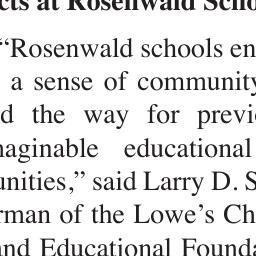 cts at Rosenwald Scho
“Rosenwald schools en
a sense of community
d the way for previ
naginable educational
unities,” said Larry D. S
rman of the Lowe’s Ch
and Educational Founda